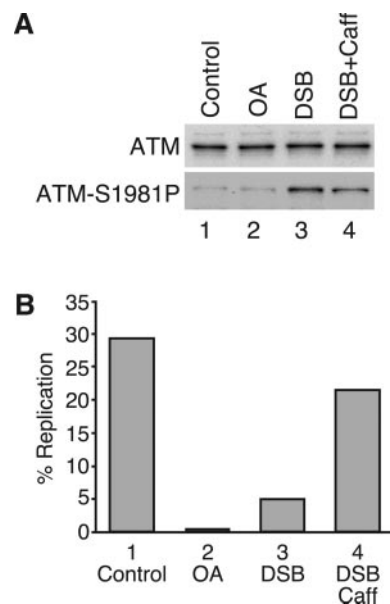 A
Control
OA
DSB
DSB+Caff
ATM
ATM-S1981P
1 2 3 4
B
% Replication
35
30
25
20
15
10
5
0
1 2 3 4
Control OA DSB DSB
Caff